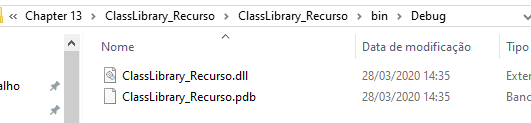 « Chapter 13 > ClassLibrary_Recurso > ClassLibrary_Recurso > bin > Debug
Nome Data de modificação Tipo
ClassLibrary_Recurso.dll 28/03/2020 14:35 Exter
alho ClassLibrary_Recurso.pdb 28/03/2020 14:35 Banc